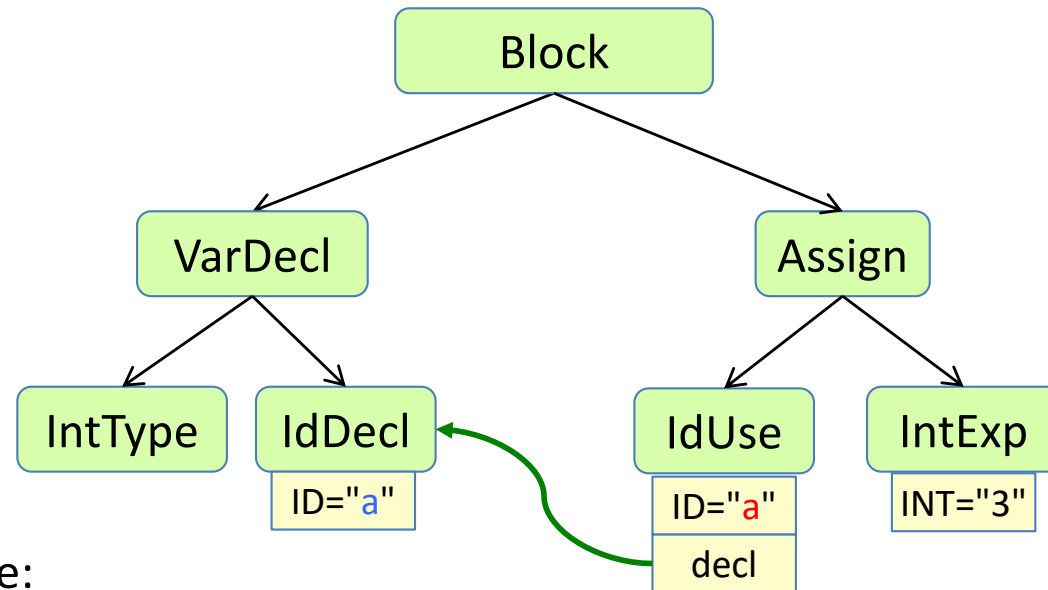 Block
VarDecl
Assign
IntType
IdDecl
IdUse
IntExp
ID="a"
ID="a"
INT="3"
decl
e: